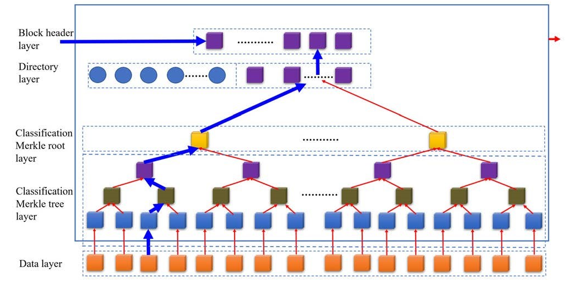 Block header
layer
Directory
layer
Classification
Merkle root
layer
Classification
Merkle tree
layer
Data layer